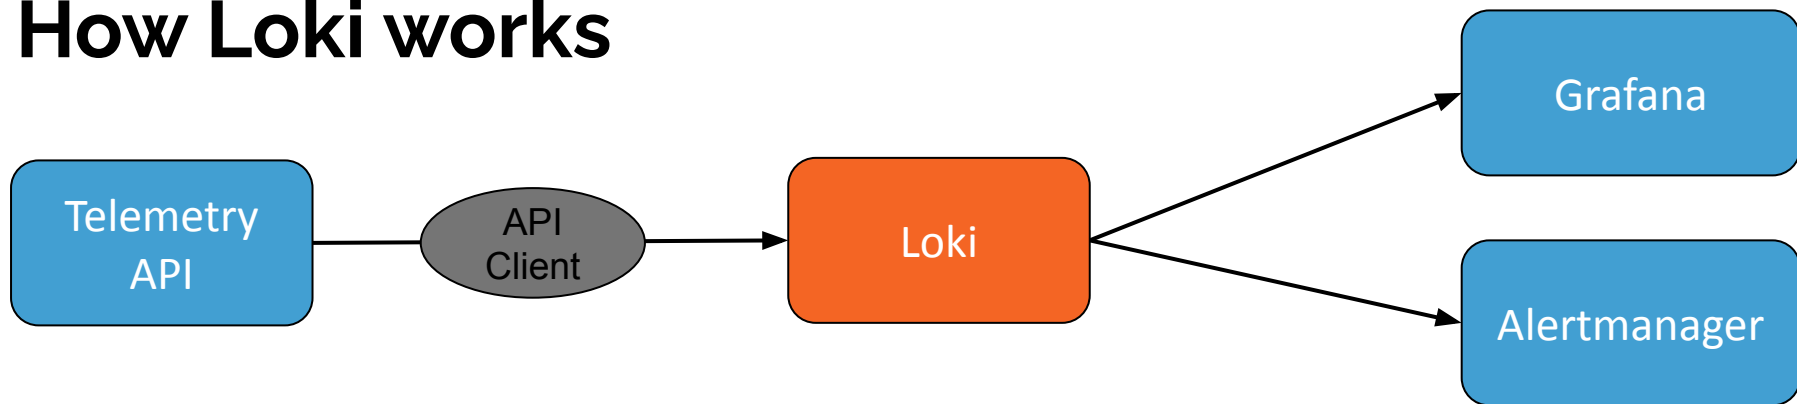 How Loki works
Telemetry
API
API
Client
Loki
Grafana
Alertmanager